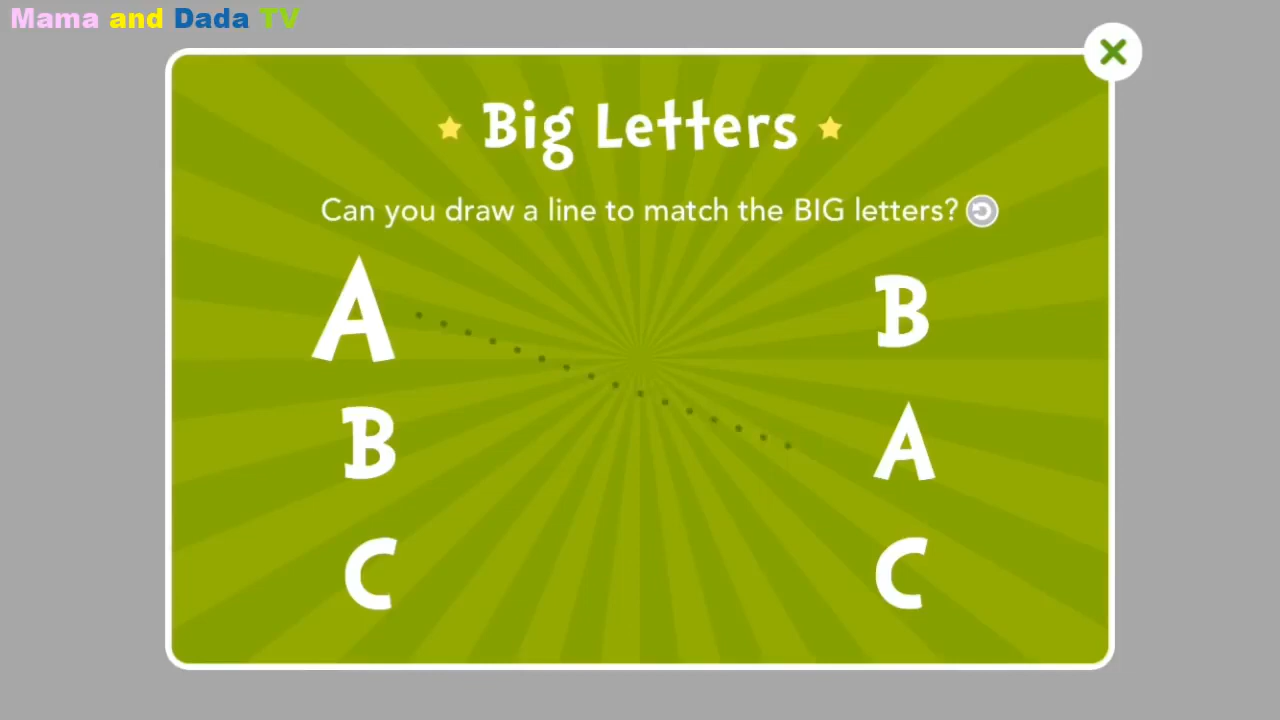 Mama and Dada TV
Big Letters
Can you draw a line to match the BIG letters?
A B
B A
C C